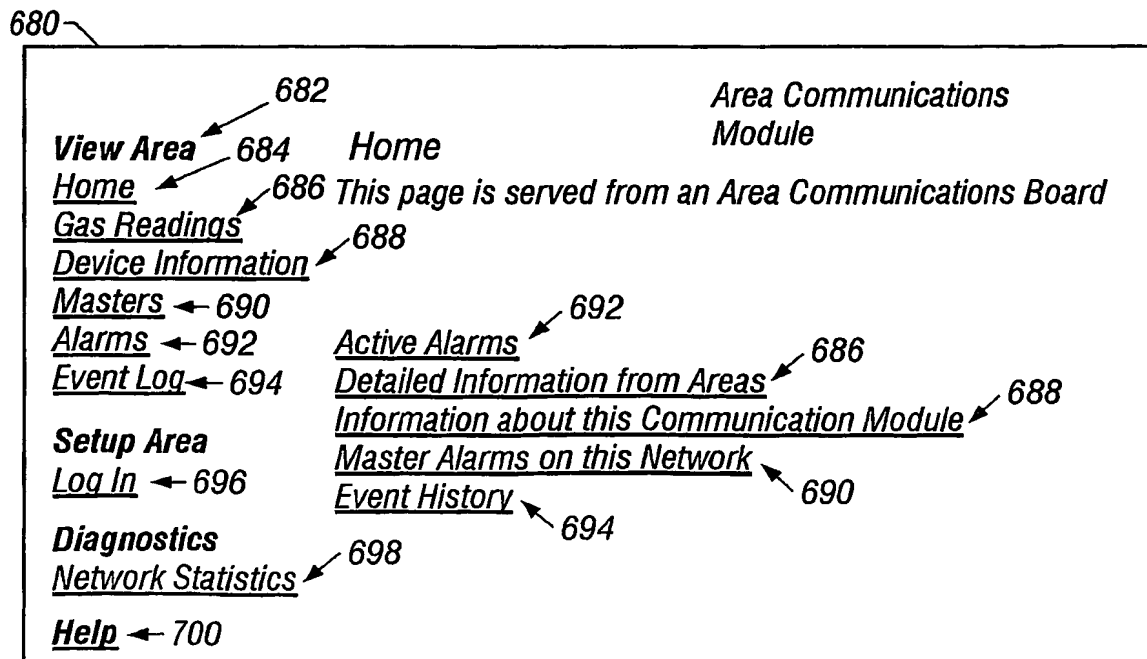 680
682
Area Communications
Module
View Area
684
Home
Home
686
This page is served from an Area Communications Board
Gas Readings
688
Device Information
Masters
690
Alarms
692
Event Log
694
692
Active Alarms
686
Detailed Information from Areas
688
Information about this Communication Module
Master Alarms on this Network
690
Event History
694
Setup Area
Log In
696
Diagnostics
698
Network Statistics
Help
700